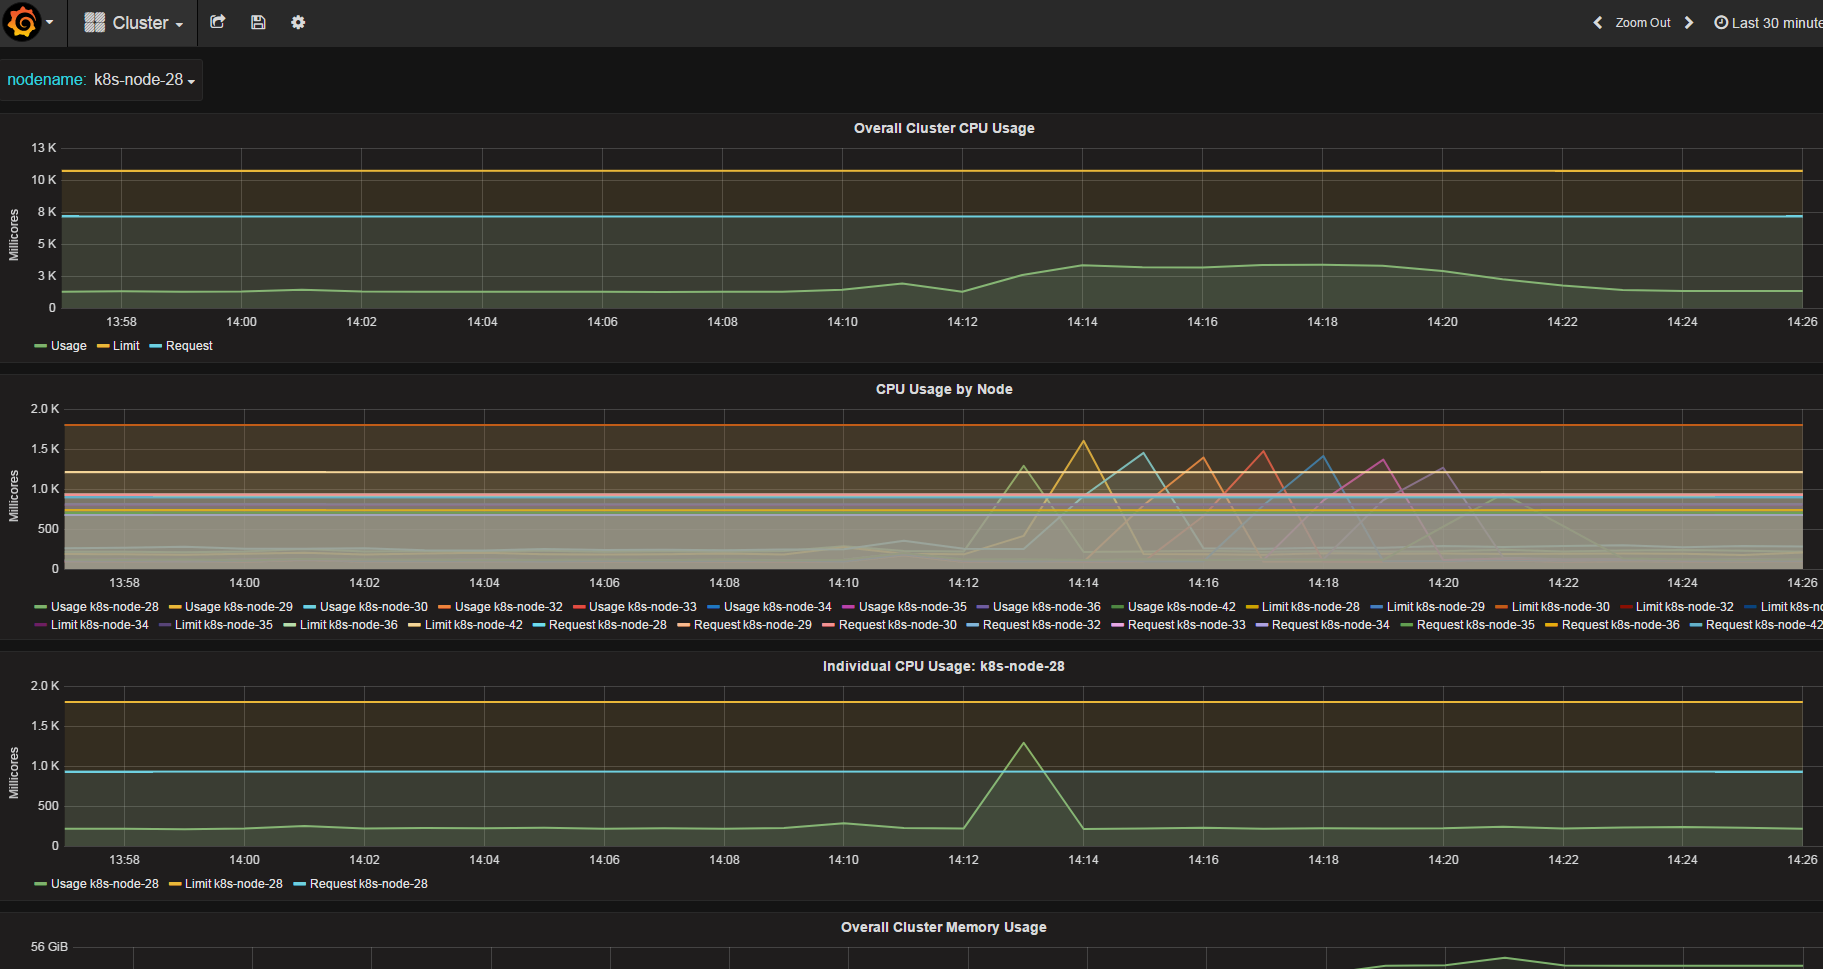 Cluster Zoom Out Last 30 minute
nodename: k8s-node-28
Overall Cluster CPU Usage
13 K
10 K
8 K
5 K
3 K
0
Millicores
13:58 14:00 14:02 14:04 14:06 14:08 14:10 14:12 14:14 14:16 14:18 14:20 14:22 14:24 14:26
Usage Limit Request
CPU Usage by Node
2.0 K
1.5 K
1.0 K
500
0
Millicores
13:58 14:00 14:02 14:04 14:06 14:08 14:10 14:12 14:14 14:16 14:18 14:20 14:22 14:24 14:26
Usage k8s-node-28 Usage k8s-node-29 Usage k8s-node-30 Usage k8s-node-32 Usage k8s-node-33 Usage k8s-node-34 Usage k8s-node-35 Usage k8s-node-36 Usage k8s-node-42 Limit k8s-node-28 Limit k8s-node-29 Limit k8s-node-30 Limit k8s-node-32 Limit k8s-no
Limit k8s-node-34 Limit k8s-node-35 Limit k8s-node-36 Limit k8s-node-42 Request k8s-node-28 Request k8s-node-29 Request k8s-node-30 Request k8s-node-32 Request k8s-node-33 Request k8s-node-34 Request k8s-node-35 Request k8s-node-36 Request k8s-node-42
Individual CPU Usage: k8s-node-28
2.0 K
1.5 K
1.0 K
500
0
Millicores
13:58 14:00 14:02 14:04 14:06 14:08 14:10 14:12 14:14 14:16 14:18 14:20 14:22 14:24 14:26
Usage k8s-node-28 Limit k8s-node-28 Request k8s-node-28
Overall Cluster Memory Usage
56 GiB